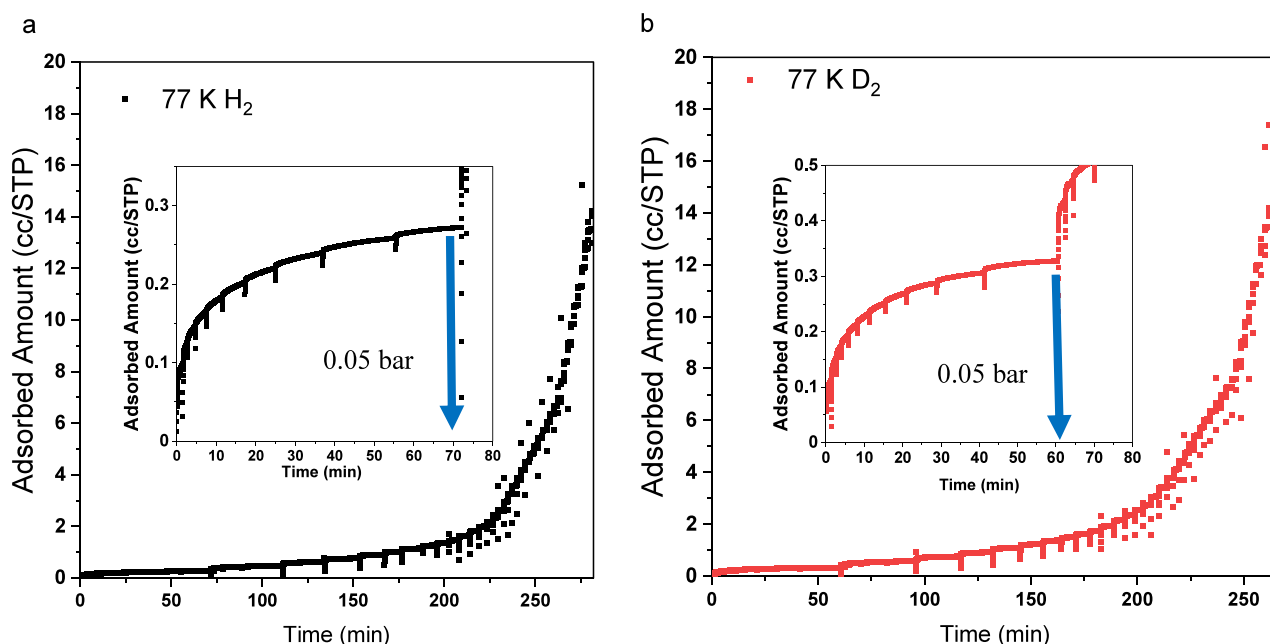 a
20
18
16
14
12
10
8
6
4
2
0
Adsorbed Amount (cc/STP)
77 K H₂
0.3
0.2
0.1
0
Adsorbed Amount (cc/STP)
0.05 bar
0 10 20 30 40 50 60 70 80
Time (min)
0 50 100 150 200 250
Time (min)
b
20
18
16
14
12
10
8
6
4
2
0
Adsorbed Amount (cc/STP)
77 K D₂
0.5
0.4
0.3
0.2
0.1
0
Adsorbed Amount (cc/STP)
0.05 bar
0 10 20 30 40 50 60 70 80
Time (min)
0 50 100 150 200 250
Time (min)